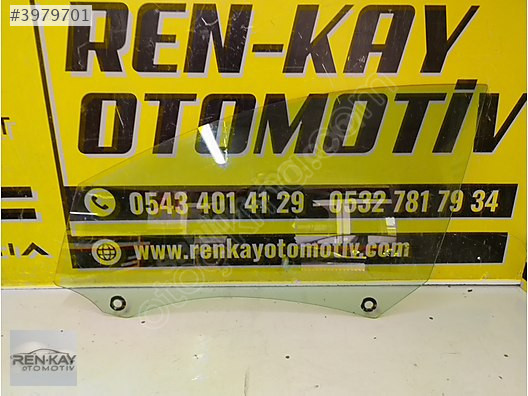 #3979701
REN-KAY
OTOMOTİV
0543 401 41 29 0532 781 79 34
www.renkayotomotiv.com
REN-KAY
OTOMOTİV